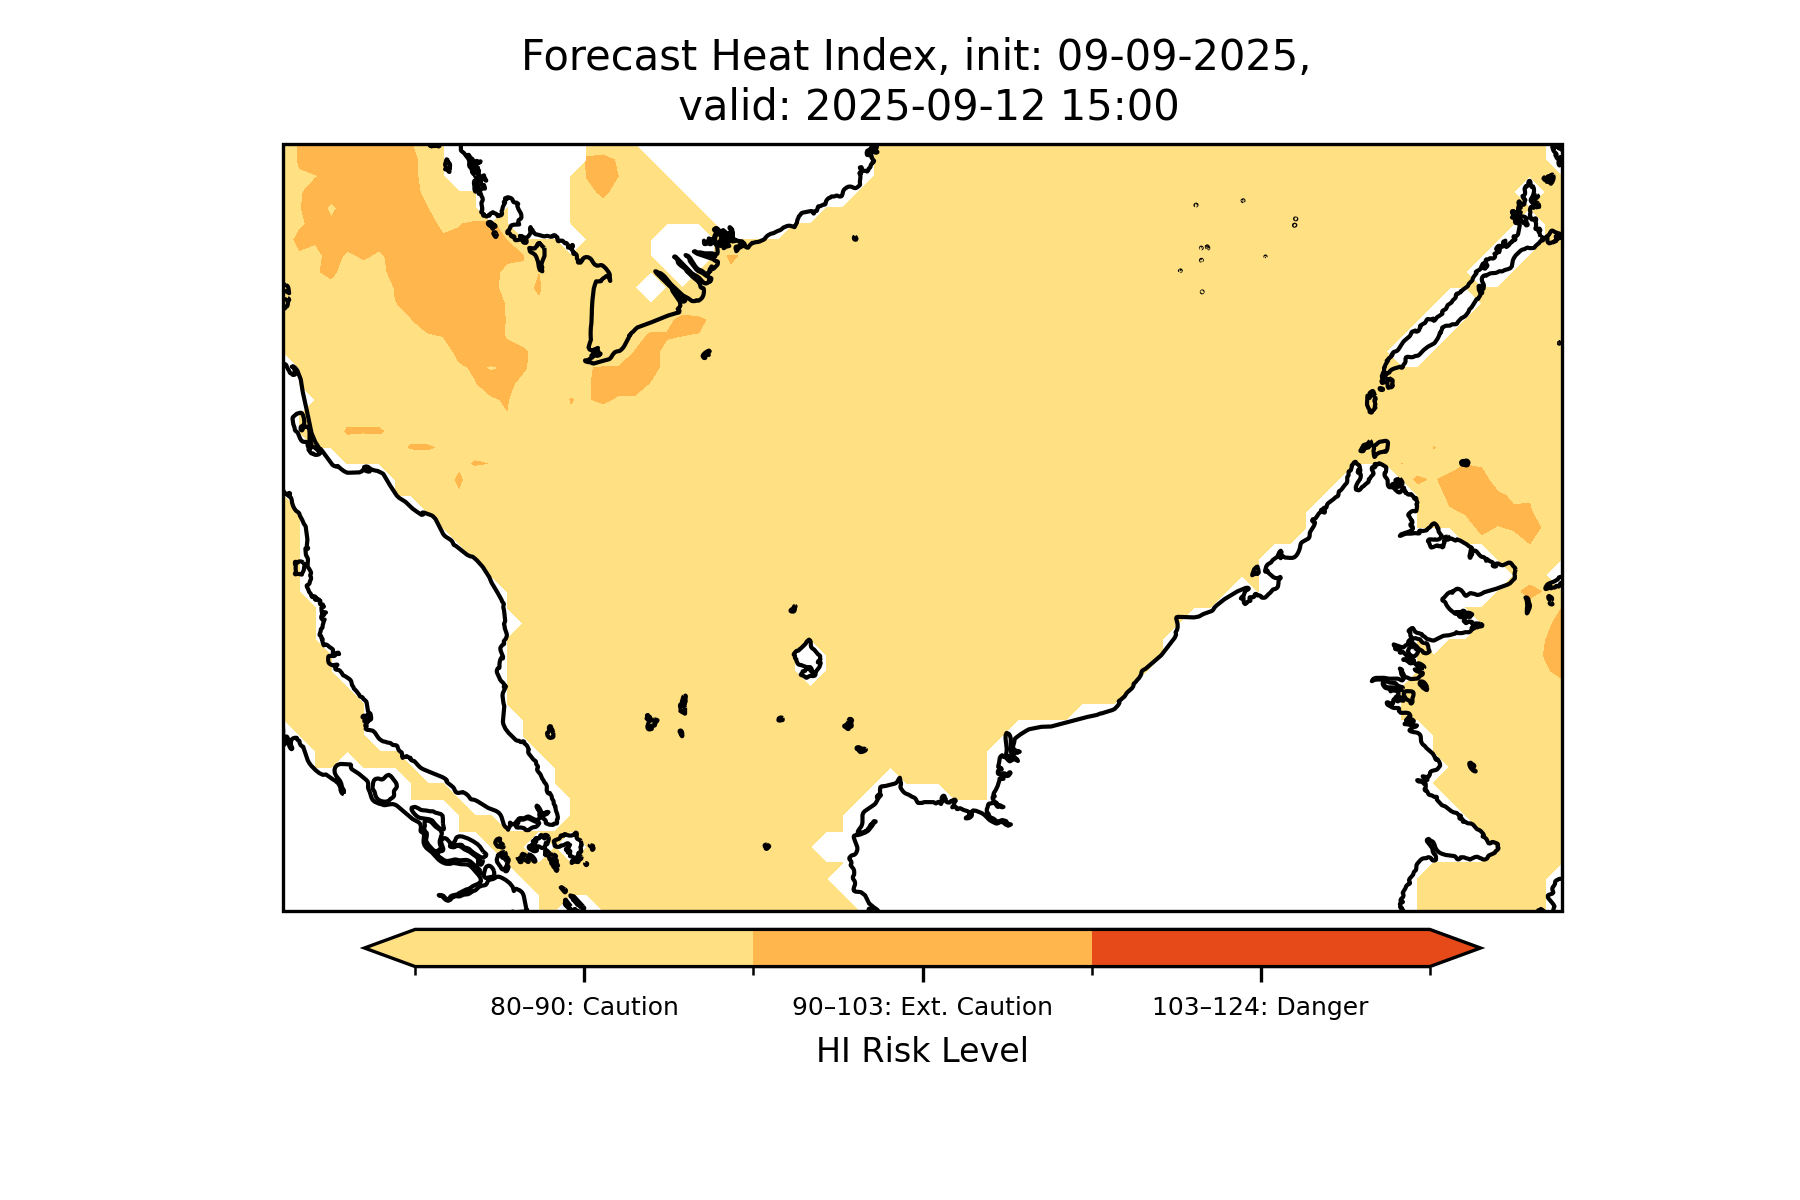 Forecast Heat Index, init: 09-09-2025,
valid: 2025-09-12 15:00
80–90: Caution
90–103: Ext. Caution
103–124: Danger
HI Risk Level